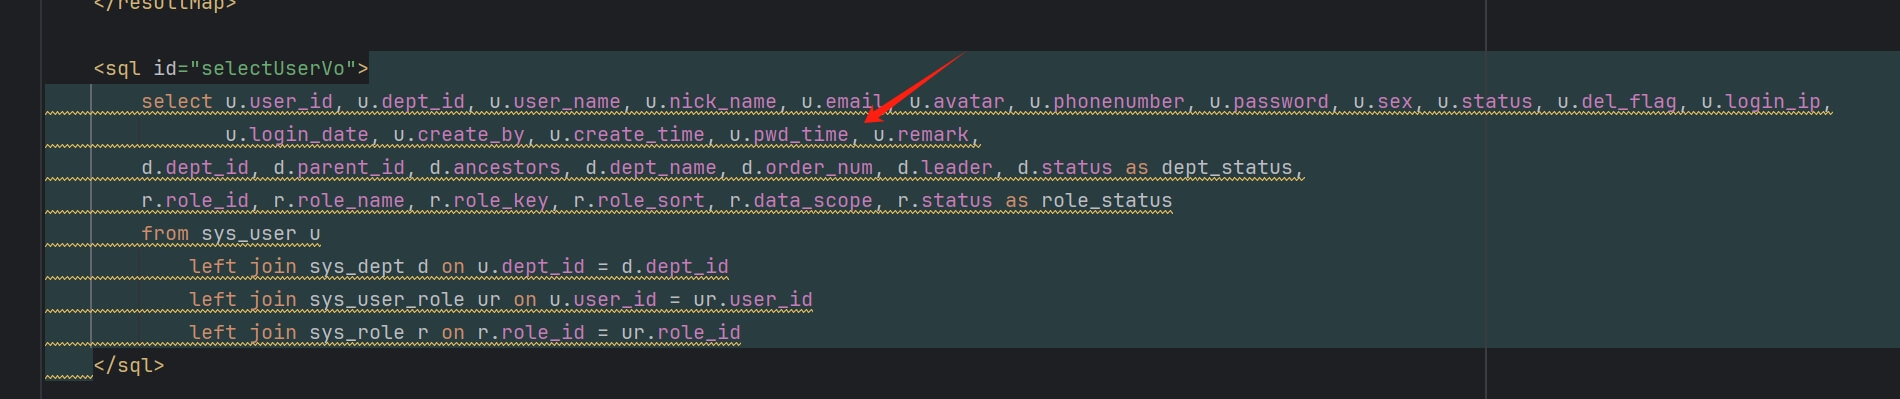 </resultMap>
<sql id="selectUserVo">
select u.user_id, u.dept_id, u.user_name, u.nick_name, u.email, u.avatar, u.phonenumber, u.password, u.sex, u.status, u.del_flag, u.login_ip,
u.login_date, u.create_by, u.create_time, u.pwd_time, u.remark,
d.dept_id, d.parent_id, d.ancestors, d.dept_name, d.order_num, d.leader, d.status as dept_status,
r.role_id, r.role_name, r.role_key, r.role_sort, r.data_scope, r.status as role_status
from sys_user u
left join sys_dept d on u.dept_id = d.dept_id
left join sys_user_role ur on u.user_id = ur.user_id
left join sys_role r on r.role_id = ur.role_id
</sql>